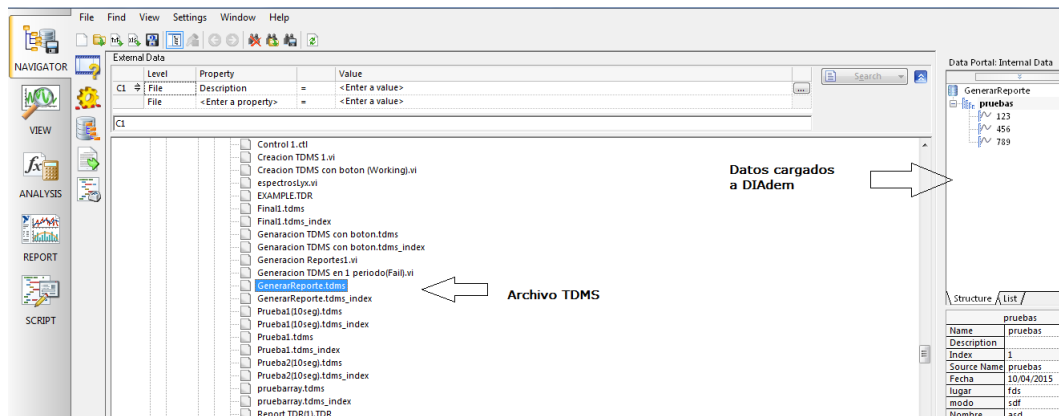 File Find View Settings Window Help
NAVIGATOR
VIEW
ANALYSIS
REPORT
SCRIPT
External Data
Level Property Value
C1 File Description = <Enter a value> ...
File <Enter a property> = <Enter a value>
Search
C1
Control 1.ctl
Creacion TDMS 1.vi
Creacion TDMS con boton (Working).vi
espectrosLyx.vi
EXAMPLE.TDR
Final1.tdms
Final1.tdms_index
Genaracion TDMS con boton.tdms
Genaracion TDMS con boton.tdms_index
Generacion Reportes1.vi
Generacion TDMS en 1 periodo(Fail).vi
GenerarReporte.tdms
GenerarReporte.tdms_index
Prueba1(10seg).tdms
Prueba1(10seg).tdms_index
Prueba1.tdms
Prueba1.tdms_index
Prueba2(10seg).tdms
Prueba2(10seg).tdms_index
pruebarray.tdms
pruebarray.tdms_index
Report TDR(1).TDR
Archivo TDMS
Datos cargados
a DIAdem
Data Portal: Internal Data
GenerarReporte
pruebas
123
456
789
Structure List
pruebas
Name pruebas
Description
Index 1
Source Name pruebas
Fecha 10/04/2015
lugar fds
modo sdf
Nombre asd